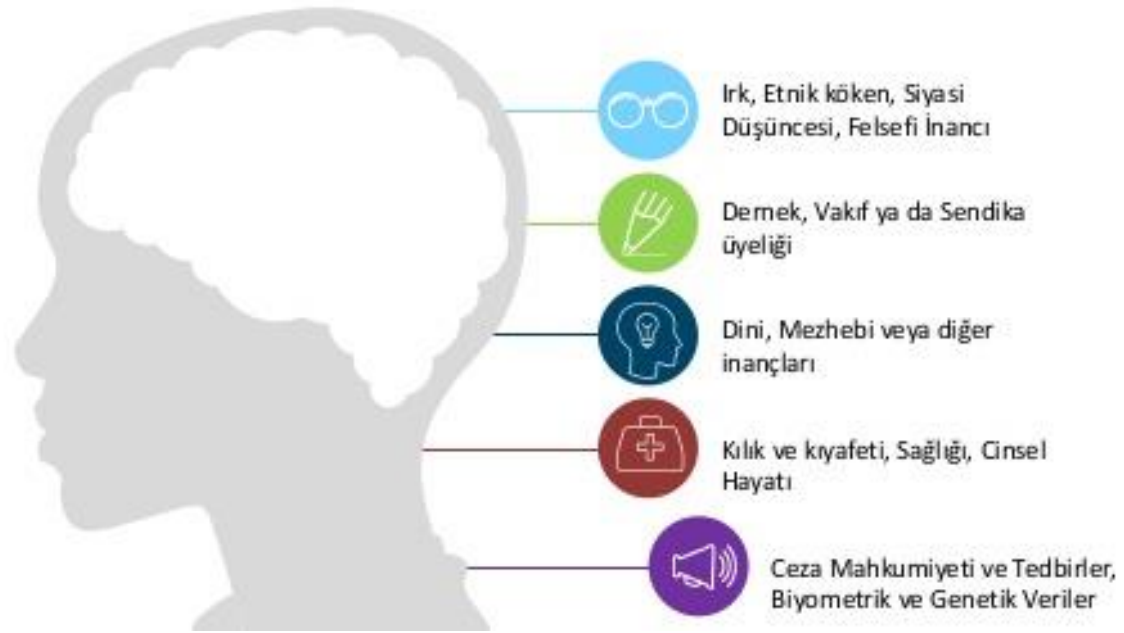 Irk, Etnik köken, Siyasi
Düşüncesi, Felsefi İnancı
Dernek, Vakıf ya da Sendika
üyeliği
Dini, Mezhebi veya diğer
inançları
Kılık ve kıyafeti, Sağlığı, Cinsel
Hayatı
Ceza Mahkumiyeti ve Tedbirler,
Biyometrik ve Genetik Veriler